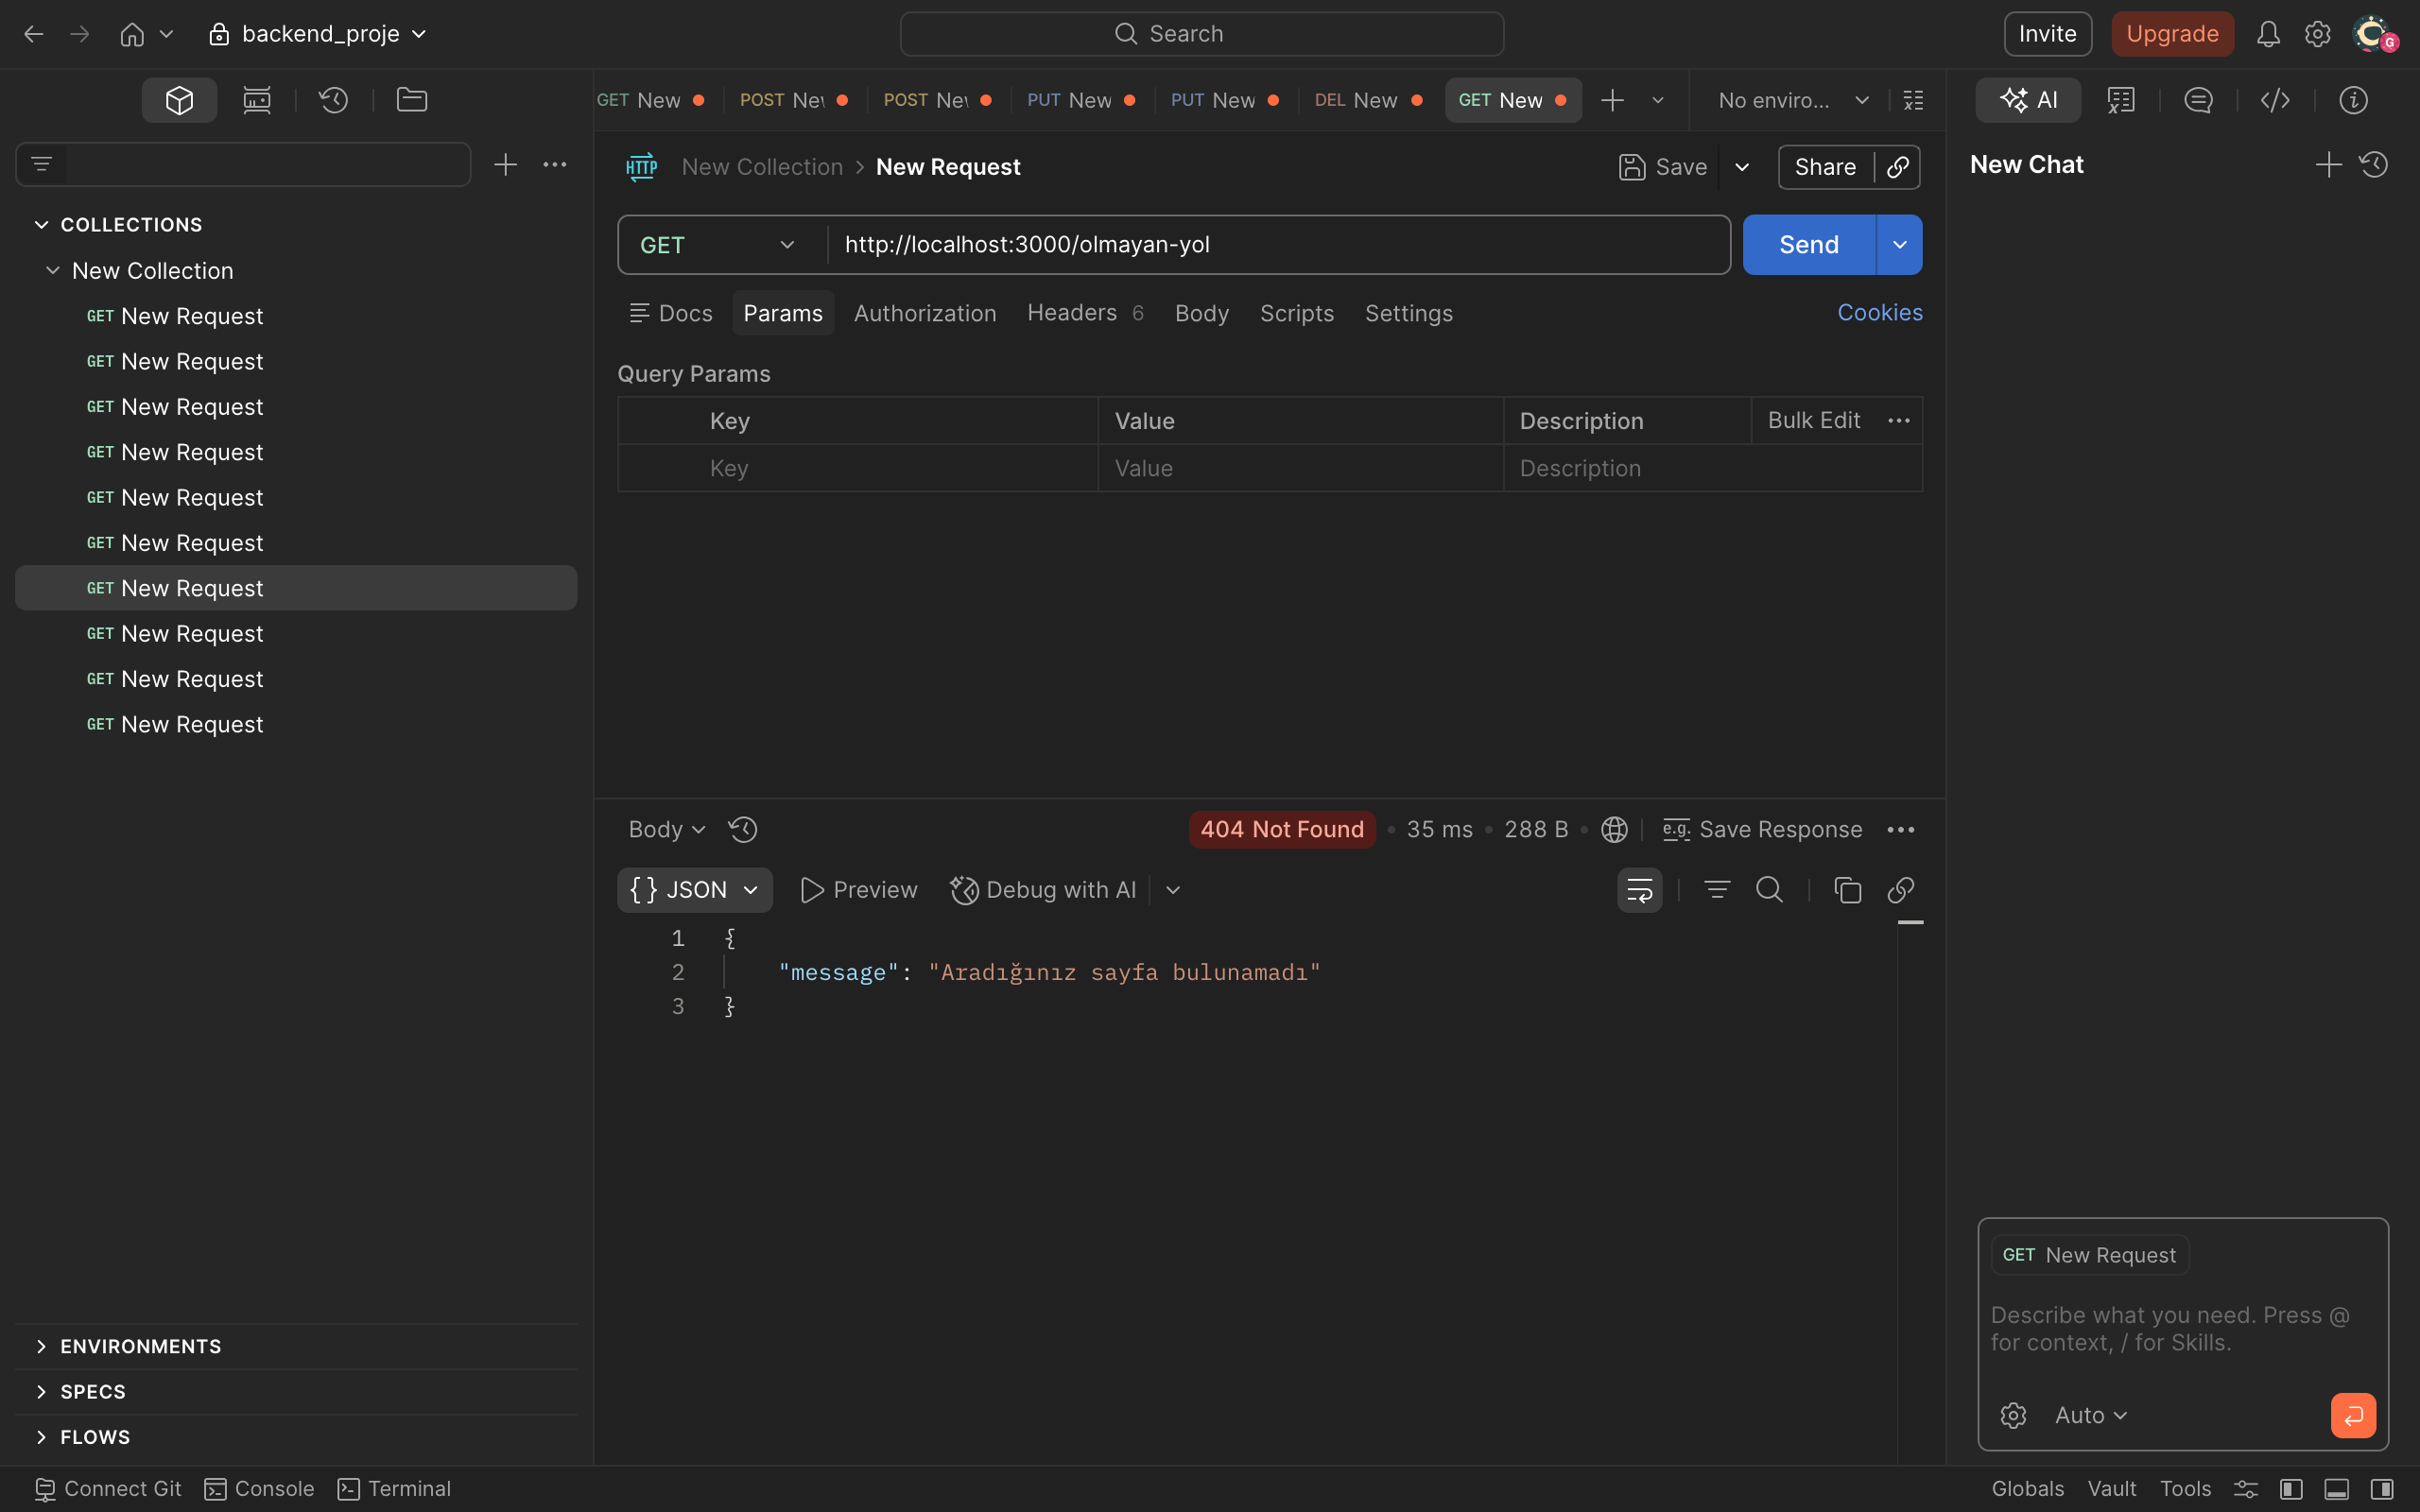 backend_proje
Search
Invite
Upgrade
G
GET New
POST Nev
POST Nev
PUT New
PUT New
DEL New
GET New
No enviro...
AI
HTTP
New Collection > New Request
Save
Share
New Chat
COLLECTIONS
New Collection
GET New Request
GET New Request
GET New Request
GET New Request
GET New Request
GET New Request
GET New Request
GET New Request
GET New Request
GET New Request
GET
http://localhost:3000/olmayan-yol
Send
Docs
Params
Authorization
Headers 6
Body
Scripts
Settings
Cookies
Query Params
Key
Value
Description
Bulk Edit
Key
Value
Description
Body
404 Not Found
35 ms
288 B
e.g.
Save Response
{} JSON
Preview
Debug with AI
1 {
2 "message": "Aradığınız sayfa bulunamadı"
3 }
GET New Request
Describe what you need. Press @
for context, / for Skills.
Auto
ENVIRONMENTS
SPECS
FLOWS
Connect Git
Console
Terminal
Globals
Vault
Tools